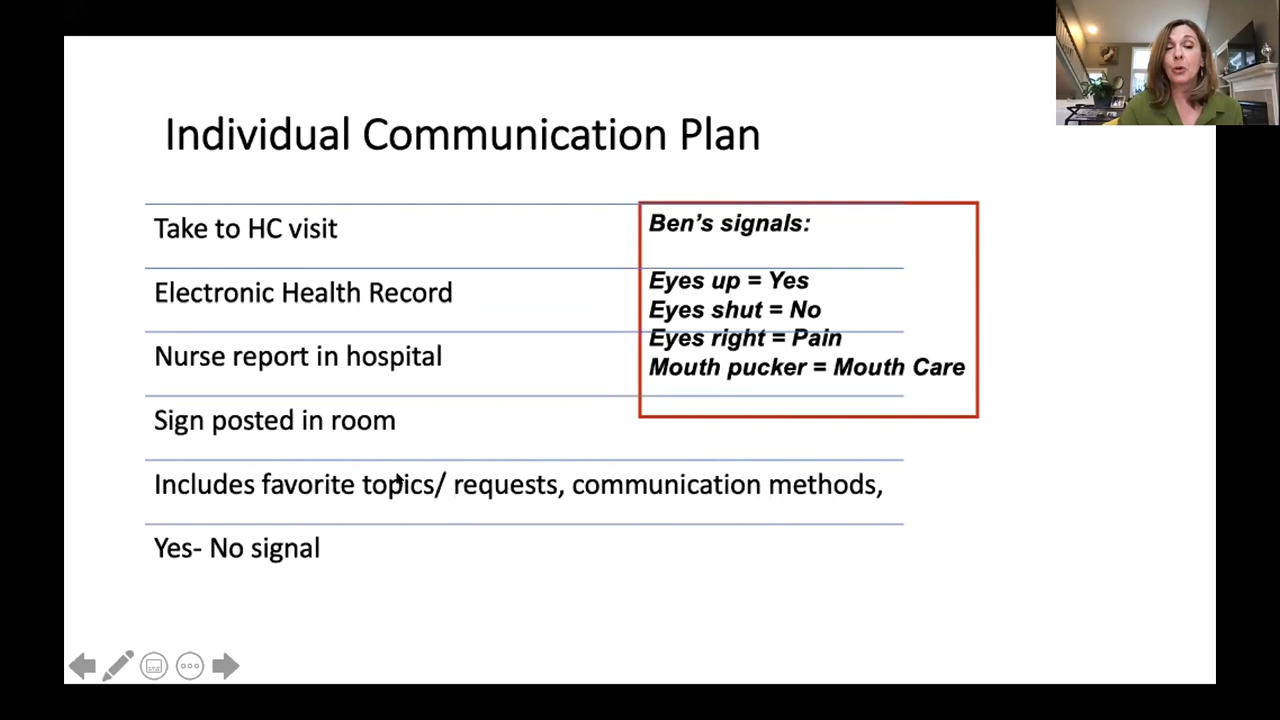 Individual Communication Plan
Take to HC visit
Electronic Health Record
Nurse report in hospital
Sign posted in room
Includes favorite topics/ requests, communication methods,
Yes- No signal
Ben’s signals:
Eyes up = Yes
Eyes shut = No
Eyes right = Pain
Mouth pucker = Mouth Care